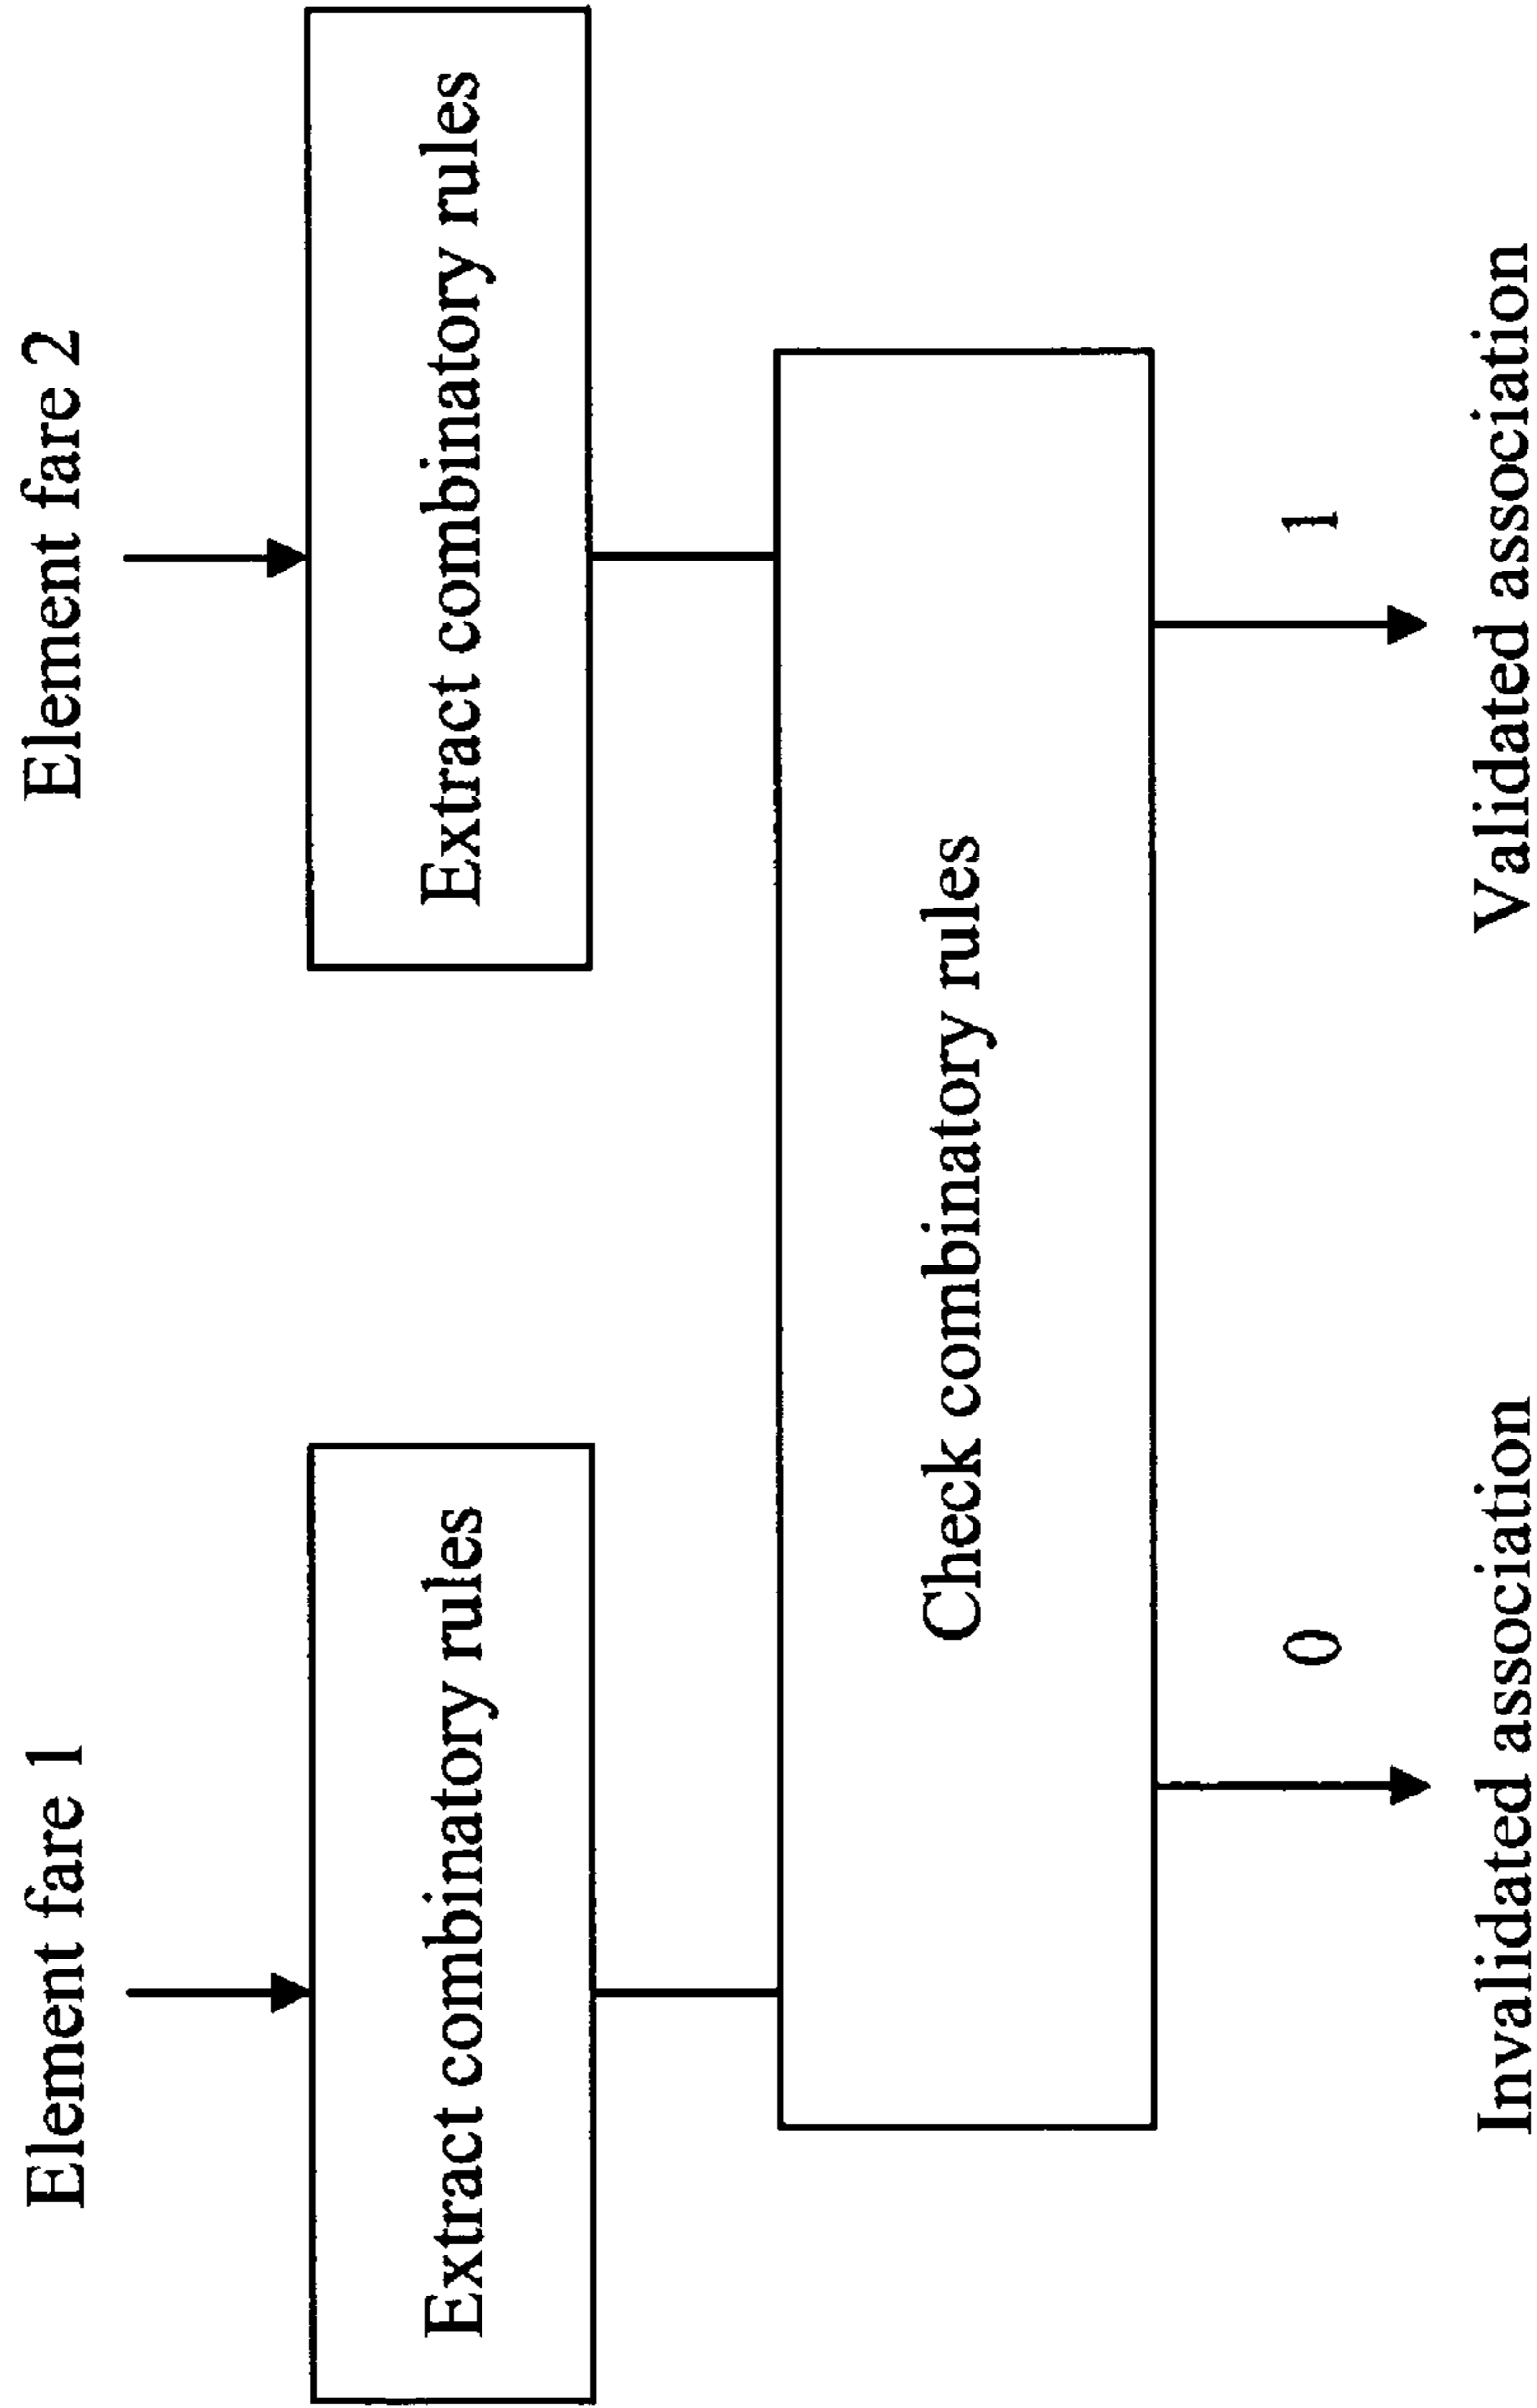 Element fare 1
Element fare 2
Extract combinatory rules
Extract combinatory rules
Check combinatory rules
0
1
Invalidated association
Validated association